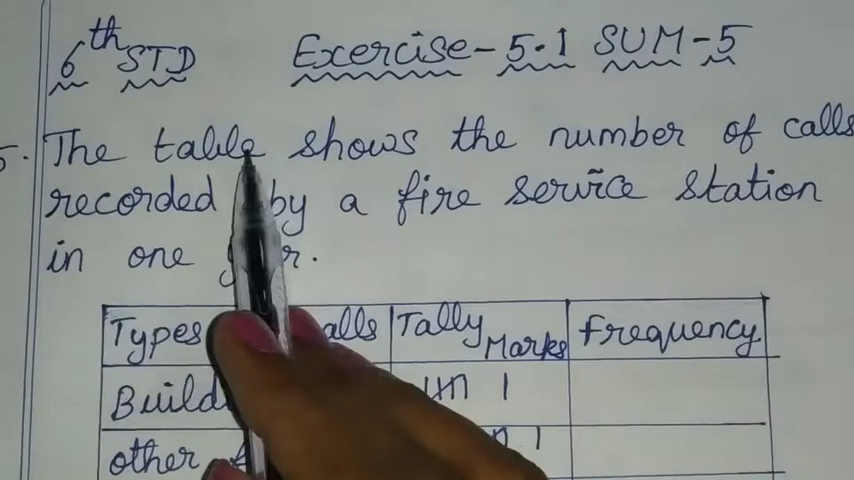 6th STD Exercise-5.1 SUM-5
5. The table shows the number of calls
recorded by a fire service station
in one
Types Tally Marks frequency
Build
other